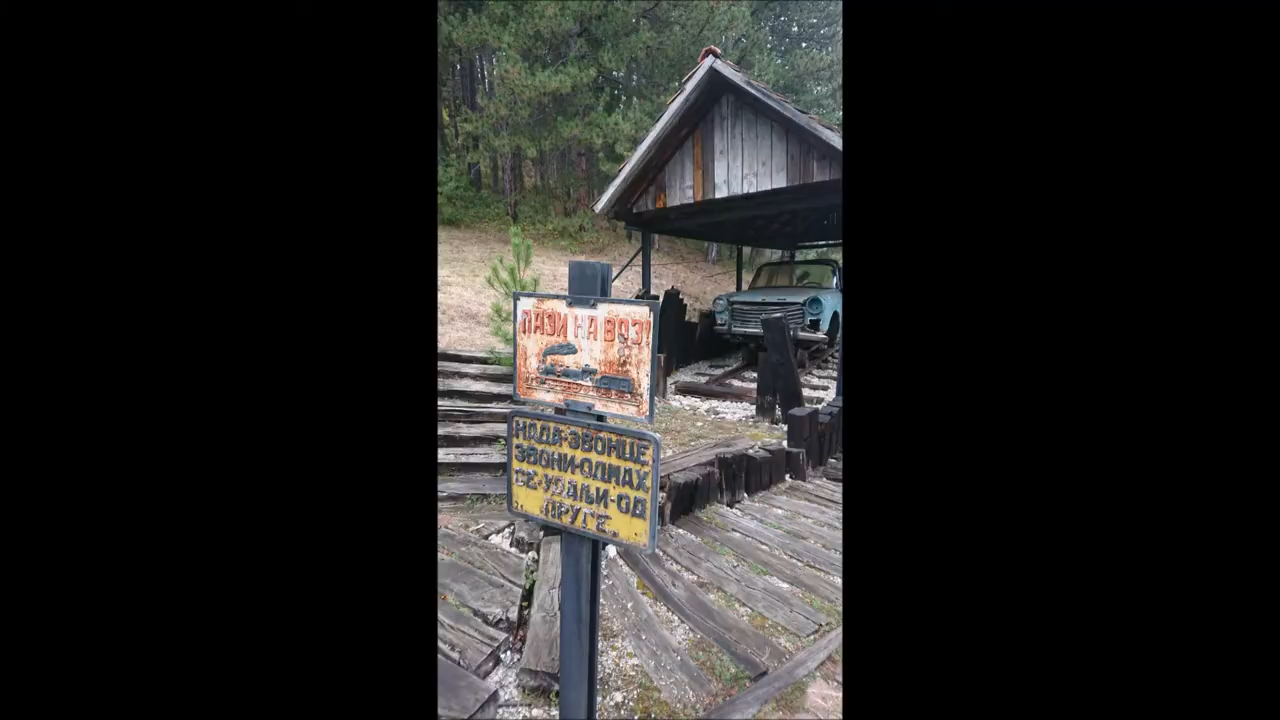 ПАЗИ НА ВОЗ!
КАДА·ЗВОНЦЕ
ЗВОНИ·ОДМАХ
СЕ·УДАЉИ·ОД
ПРУГЕ